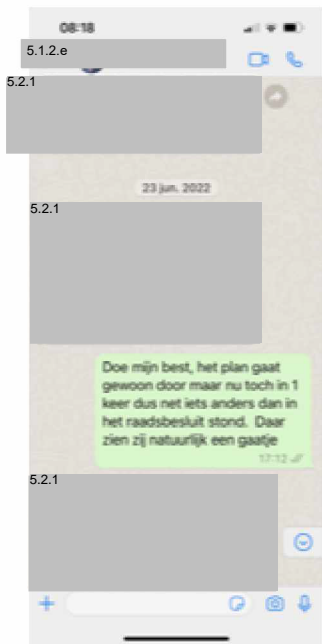 08:18
5.1.2.e
5.2.1
23 jun. 2022
5.2.1
Doe mijn best, het plan gaat
gewoon door maar nu toch in 1
keer dus net iets anders dan in
het raadsbesluit stond.  Daar
zien zij natuurlijk een gaatje
17:12
5.2.1